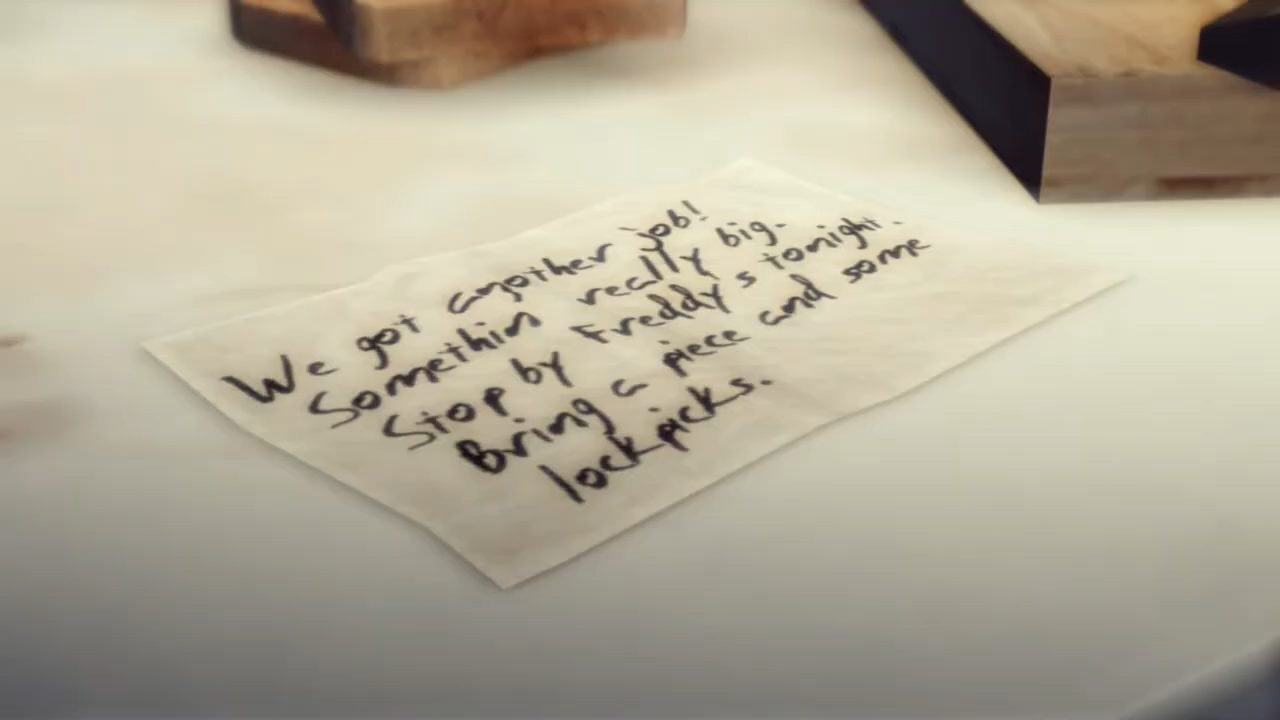 We got another job!
Somethin really big.
Stop by Freddy's tonight.
Bring a piece and some
lockpicks.